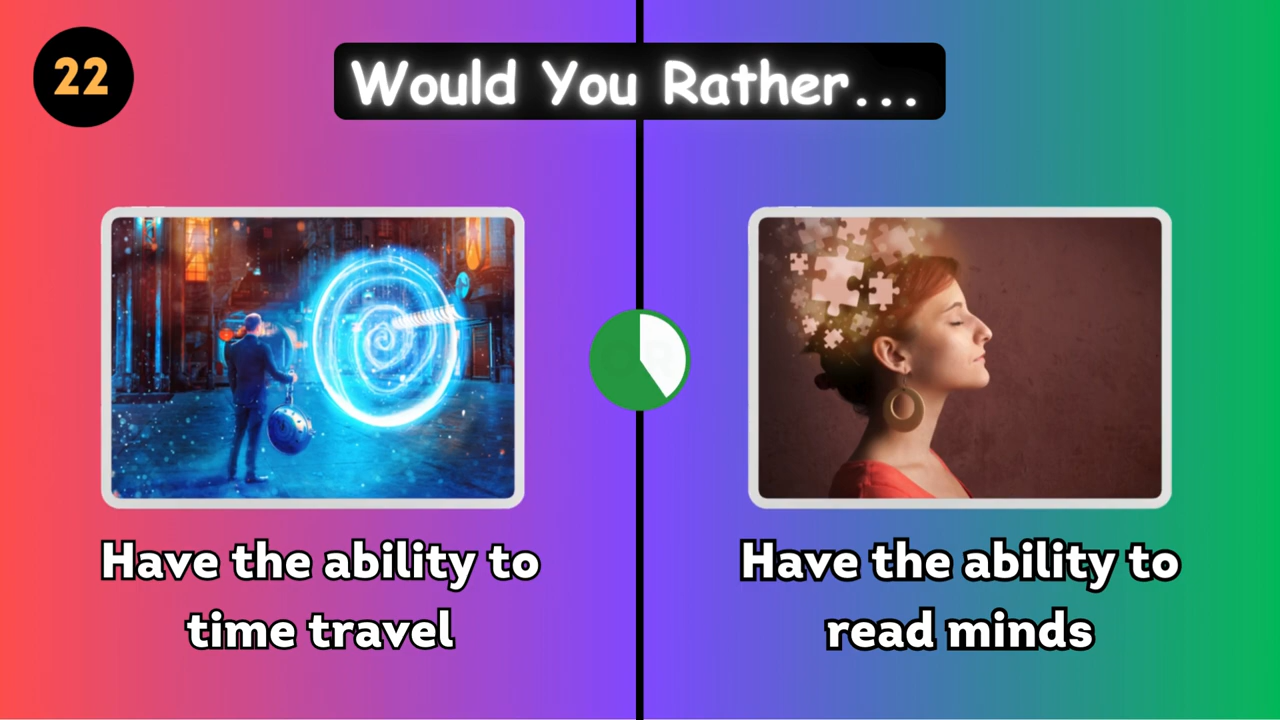 22
Would You Rather...
Have the ability to
time travel
Have the ability to
read minds